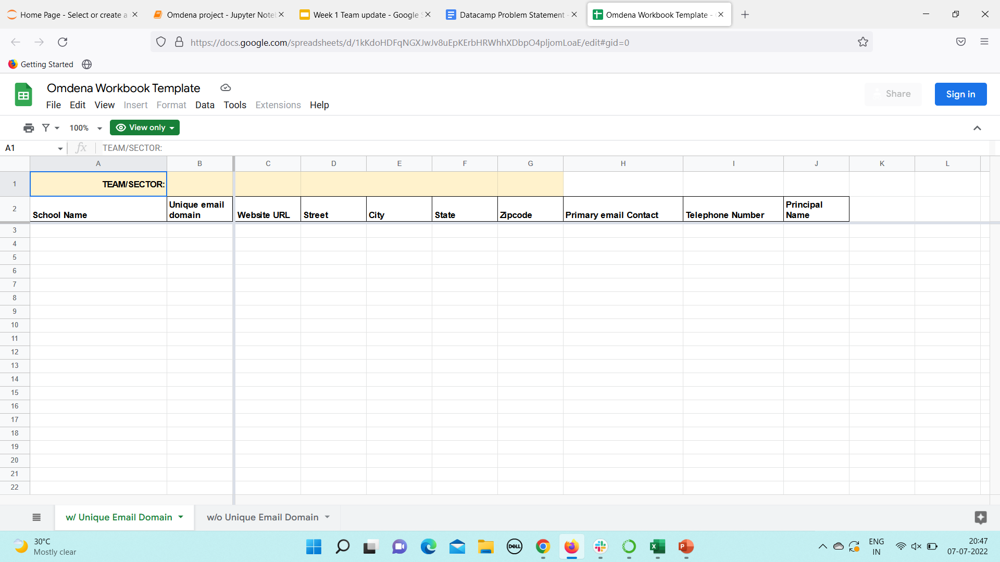 Home Page - Select or create a
Omdena project - Jupyter Note
Week 1 Team update - Google
Datacamp Problem Statement
Omdena Workbook Template -
https://docs.google.com/spreadsheets/d/1kKdoHDFqNGXJwJv8uEpKErbHRWhhXDbpO4pljomLoaE/edit#gid=0
Getting Started
Omdena Workbook Template
Share
Sign in
File Edit View Insert Format Data Tools Extensions Help
100%
View only
A1
fx
TEAM/SECTOR:
A B C D E F G H I J K L
1 TEAM/SECTOR:
2 School Name Unique email domain Website URL Street City State Zipcode Primary email Contact Telephone Number Principal Name
3
4
5
6
7
8
9
10
11
12
13
14
15
16
17
18
19
20
21
22
w/ Unique Email Domain
w/o Unique Email Domain
30°C
Mostly clear
DELL
ENG
IN
20:47
07-07-2022